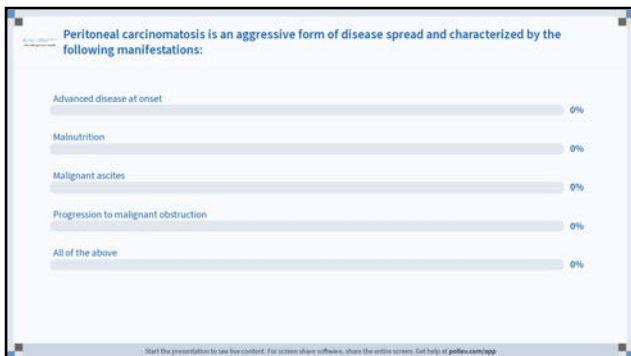 Peritoneal carcinomatosis is an aggressive form of disease spread and characterized by the
following manifestations:
Advanced disease at onset
0%
Malnutrition
0%
Malignant ascites
0%
Progression to malignant obstruction
0%
All of the above
0%
Start the presentation to see live content. For screen share software, share the entire screen. Get help at pollev.com/app